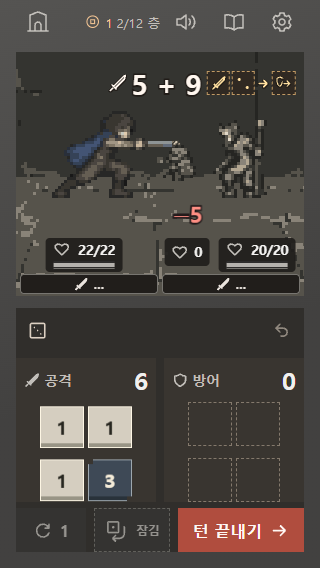 1 2/12 층
5 + 9
–5
22/22
0
20/20
...
...
공격 6
방어 0
1 1
1 3
1
잠김
턴 끝내기 →